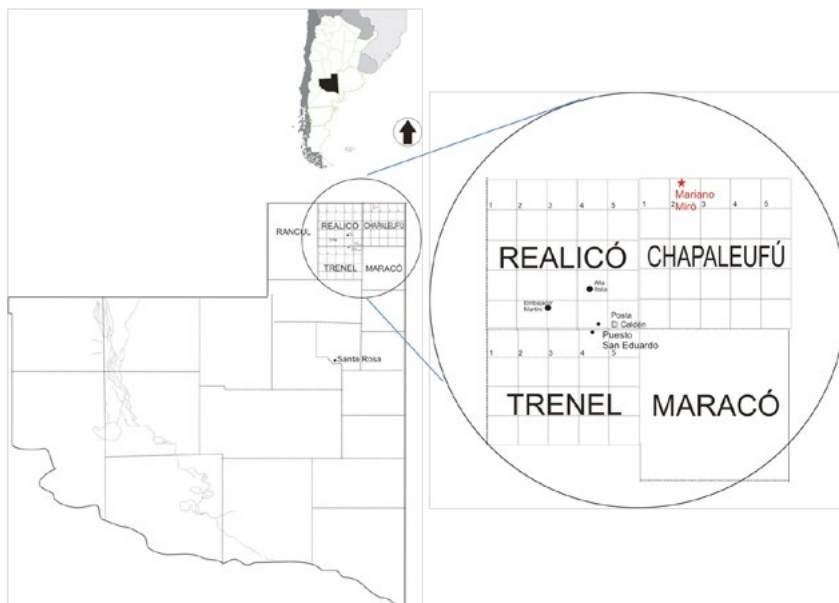 RANCUL
REALICÓ
CHAPALEUFÚ
TRENEL
MARACÓ
Santa Rosa
1 2 3 4 5
1 2 3 4 5
Mariano
Miró
REALICÓ
CHAPALEUFÚ
Alta
Italia
Embajador
Martini
Posta
El Caldén
Puesto
San Eduardo
1 2 3 4 5
TRENEL
MARACÓ